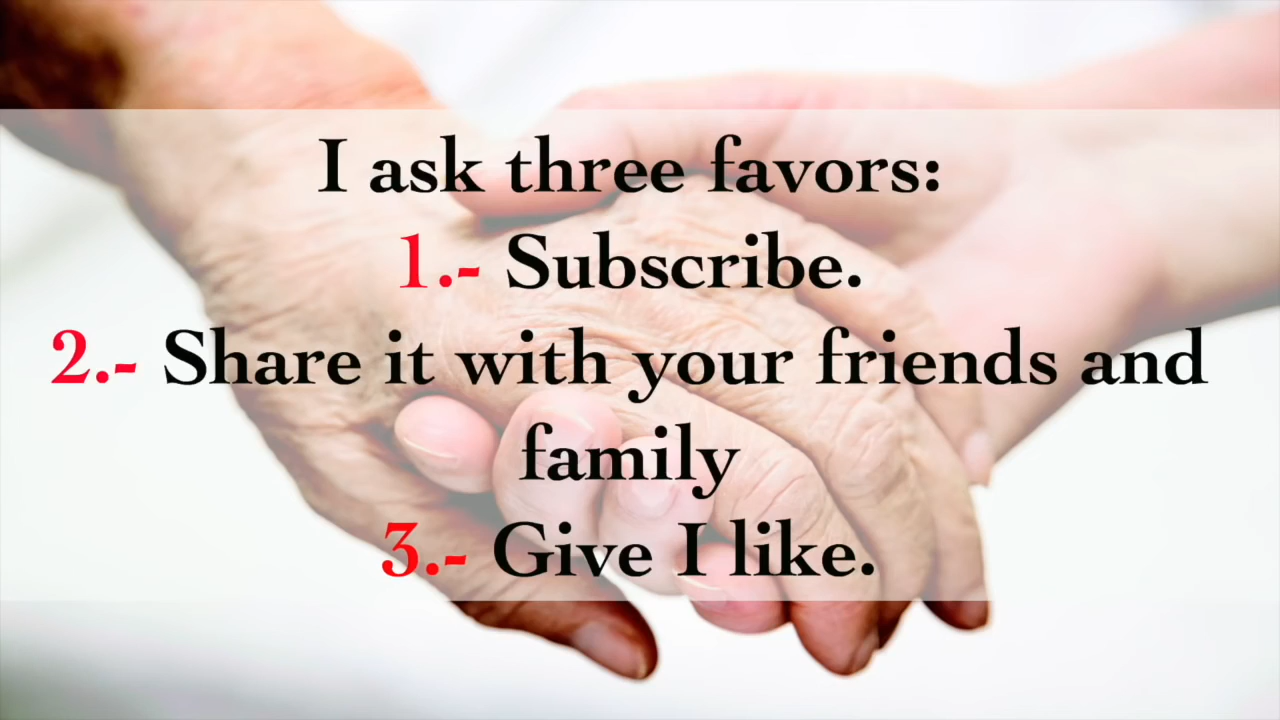 I ask three favors:
1.- Subscribe.
2.- Share it with your friends and
family
3.- Give I like.